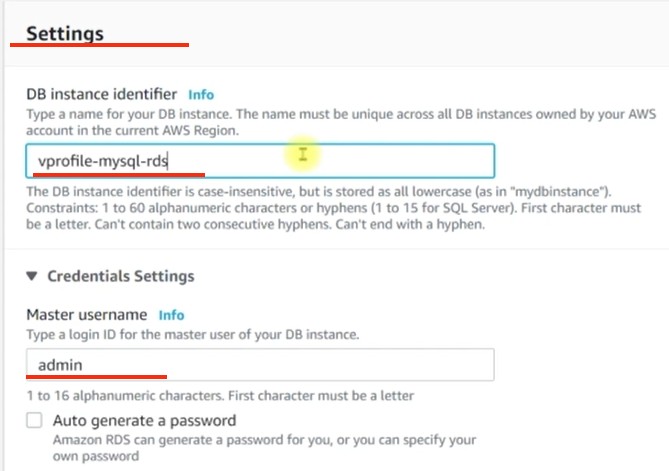 Settings
DB instance identifier Info
Type a name for your DB instance. The name must be unique across all DB instances owned by your AWS
account in the current AWS Region.
vprofile-mysql-rds
The DB instance identifier is case-insensitive, but is stored as all lowercase (as in "mydbinstance").
Constraints: 1 to 60 alphanumeric characters or hyphens (1 to 15 for SQL Server). First character must
be a letter. Can't contain two consecutive hyphens. Can't end with a hyphen.
Credentials Settings
Master username Info
Type a login ID for the master user of your DB instance.
admin
1 to 16 alphanumeric characters. First character must be a letter
Auto generate a password
Amazon RDS can generate a password for you, or you can specify your
own password